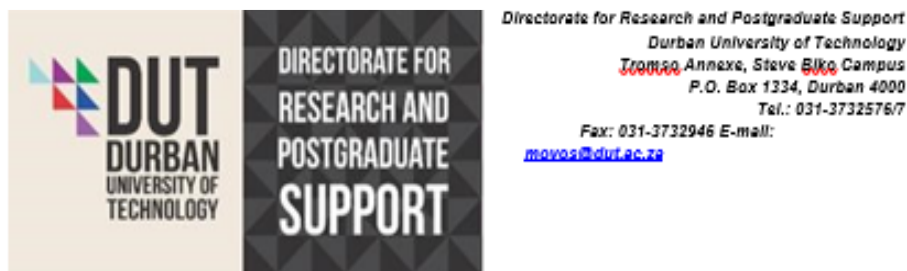 DUT
DURBAN
UNIVERSITY OF
TECHNOLOGY
DIRECTORATE FOR
RESEARCH AND
POSTGRADUATE
SUPPORT
Directorate for Research and Postgraduate Support
Durban University of Technology
Tromso Annexe, Steve Biko Campus
P.O. Box 1334, Durban 4000
Tel.: 031-3732576/7
Fax: 031-3732946 E-mail:
moyos@dut.ac.za